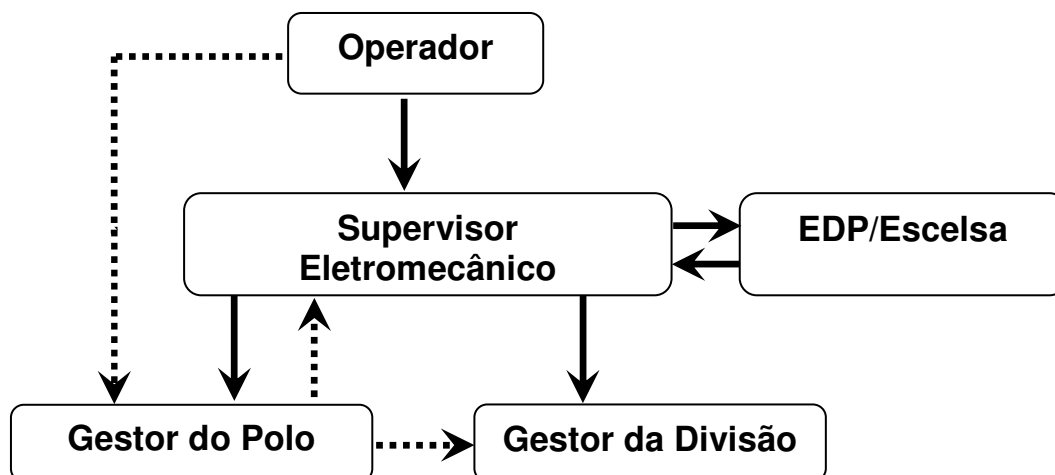 Operador
Supervisor
Eletromecânico
EDP/Escelsa
Gestor do Polo
Gestor da Divisão